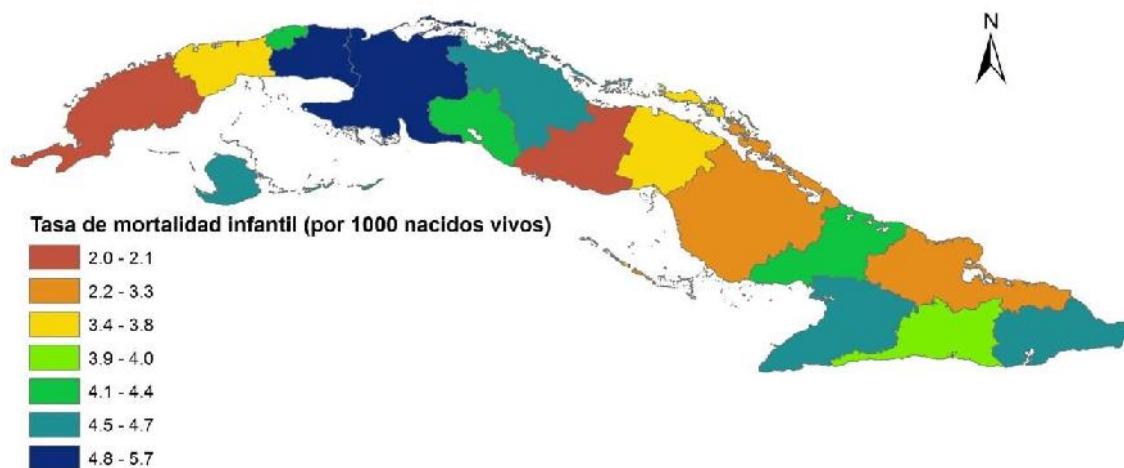 N
Tasa de mortalidad infantil (por 1000 nacidos vivos)
2.0 - 2.1
2.2 - 3.3
3.4 - 3.8
3.9 - 4.0
4.1 - 4.4
4.5 - 4.7
4.8 - 5.7